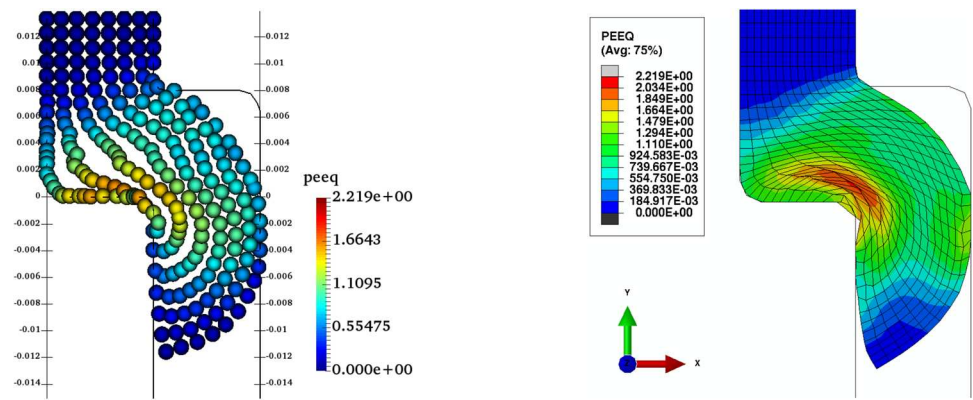 0.012
0.012
0.01
0.01
0.008
0.008
0.006
0.006
0.004
0.004
0.002
0.002
0
0
-0.002
-0.002
-0.004
-0.004
-0.006
-0.006
-0.008
-0.008
-0.01
-0.01
-0.012
-0.012
-0.014
-0.014
peeq
2.219e+00
1.6643
1.1095
0.55475
0.000e+00
PEEQ
(Avg: 75%)
2.219E+00
2.034E+00
1.849E+00
1.664E+00
1.479E+00
1.294E+00
1.110E+00
924.583E-03
739.667E-03
554.750E-03
369.833E-03
184.917E-03
0.000E+00
Y
X